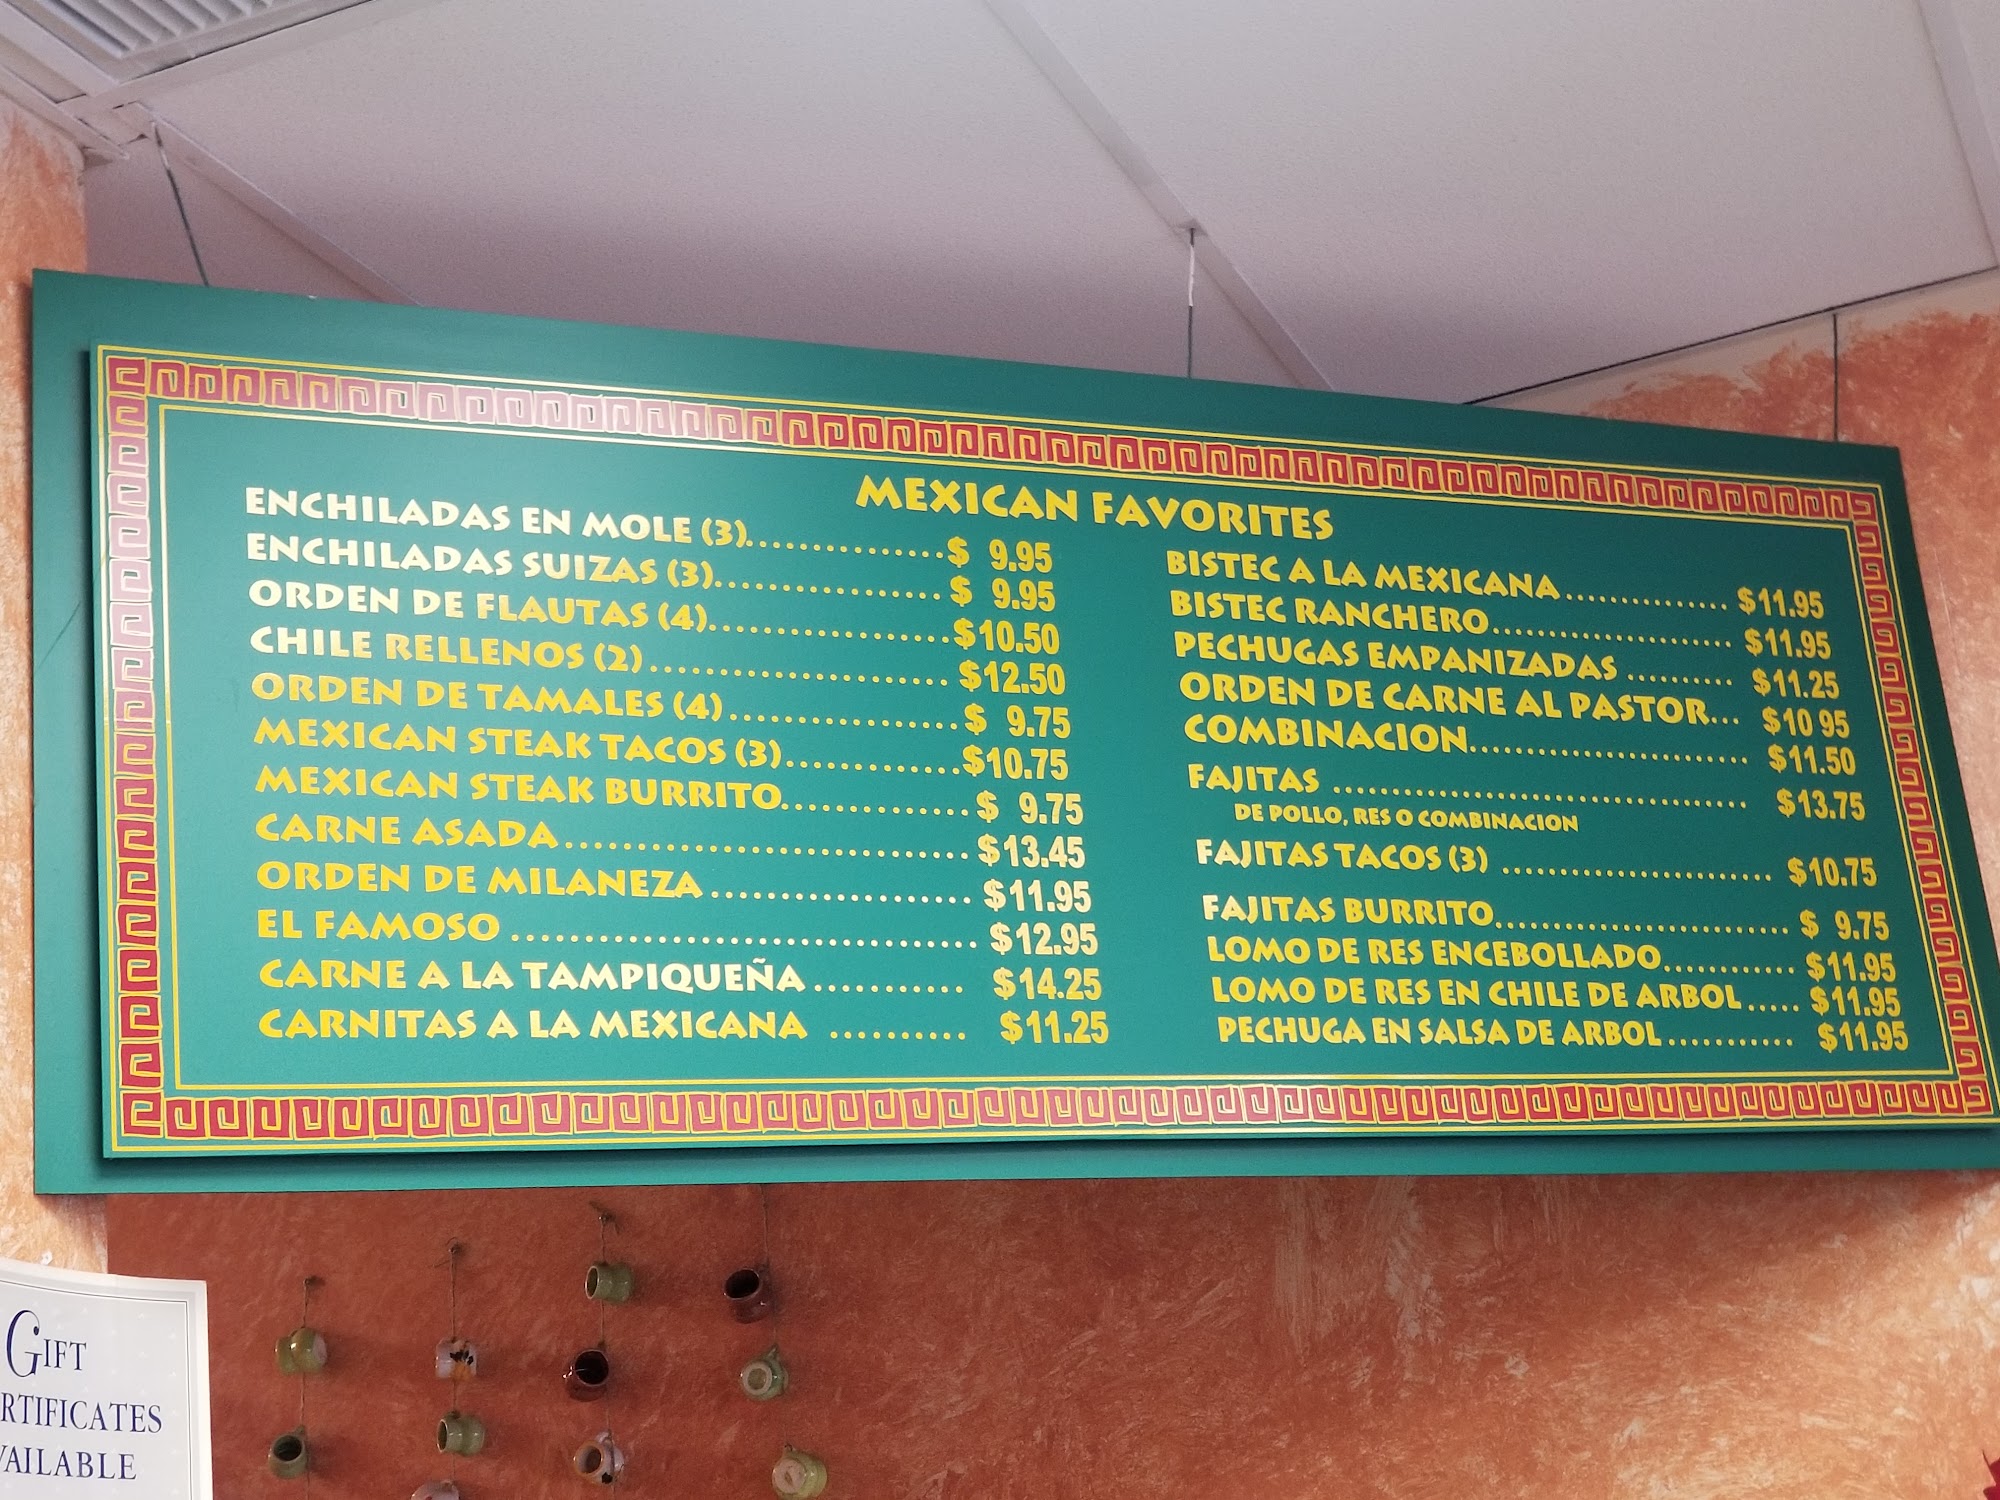 MEXICAN FAVORITES
ENCHILADAS EN MOLE (3)..................$ 9.95
ENCHILADAS SUIZAS (3)....................$ 9.95
ORDEN DE FLAUTAS (4)....................$10.50
CHILE RELLENOS (2)........................$12.50
ORDEN DE TAMALES (4)...................$ 9.75
MEXICAN STEAK TACOS (3)..............$10.75
MEXICAN STEAK BURRITO...............$ 9.75
CARNE ASADA.............................$13.45
ORDEN DE MILANEZA...................$11.95
EL FAMOSO................................$12.95
CARNE A LA TAMPIQUEÑA........... $14.25
CARNITAS A LA MEXICANA .......... $11.25
BISTEC A LA MEXICANA.............. $11.95
BISTEC RANCHERO.................... $11.95
PECHUGAS EMPANIZADAS.......... $11.25
ORDEN DE CARNE AL PASTOR... $10 95
COMBINACION........................ $11.50
FAJITAS ................................ $13.75
DE POLLO, RES O COMBINACION
FAJITAS TACOS (3) ..................... $10.75
FAJITAS BURRITO....................... $ 9.75
LOMO DE RES ENCEBOLLADO............ $11.95
LOMO DE RES EN CHILE DE ARBOL..... $11.95
PECHUGA EN SALSA DE ARBOL........... $11.95
GIFT
RTIFICATES
VAILABLE